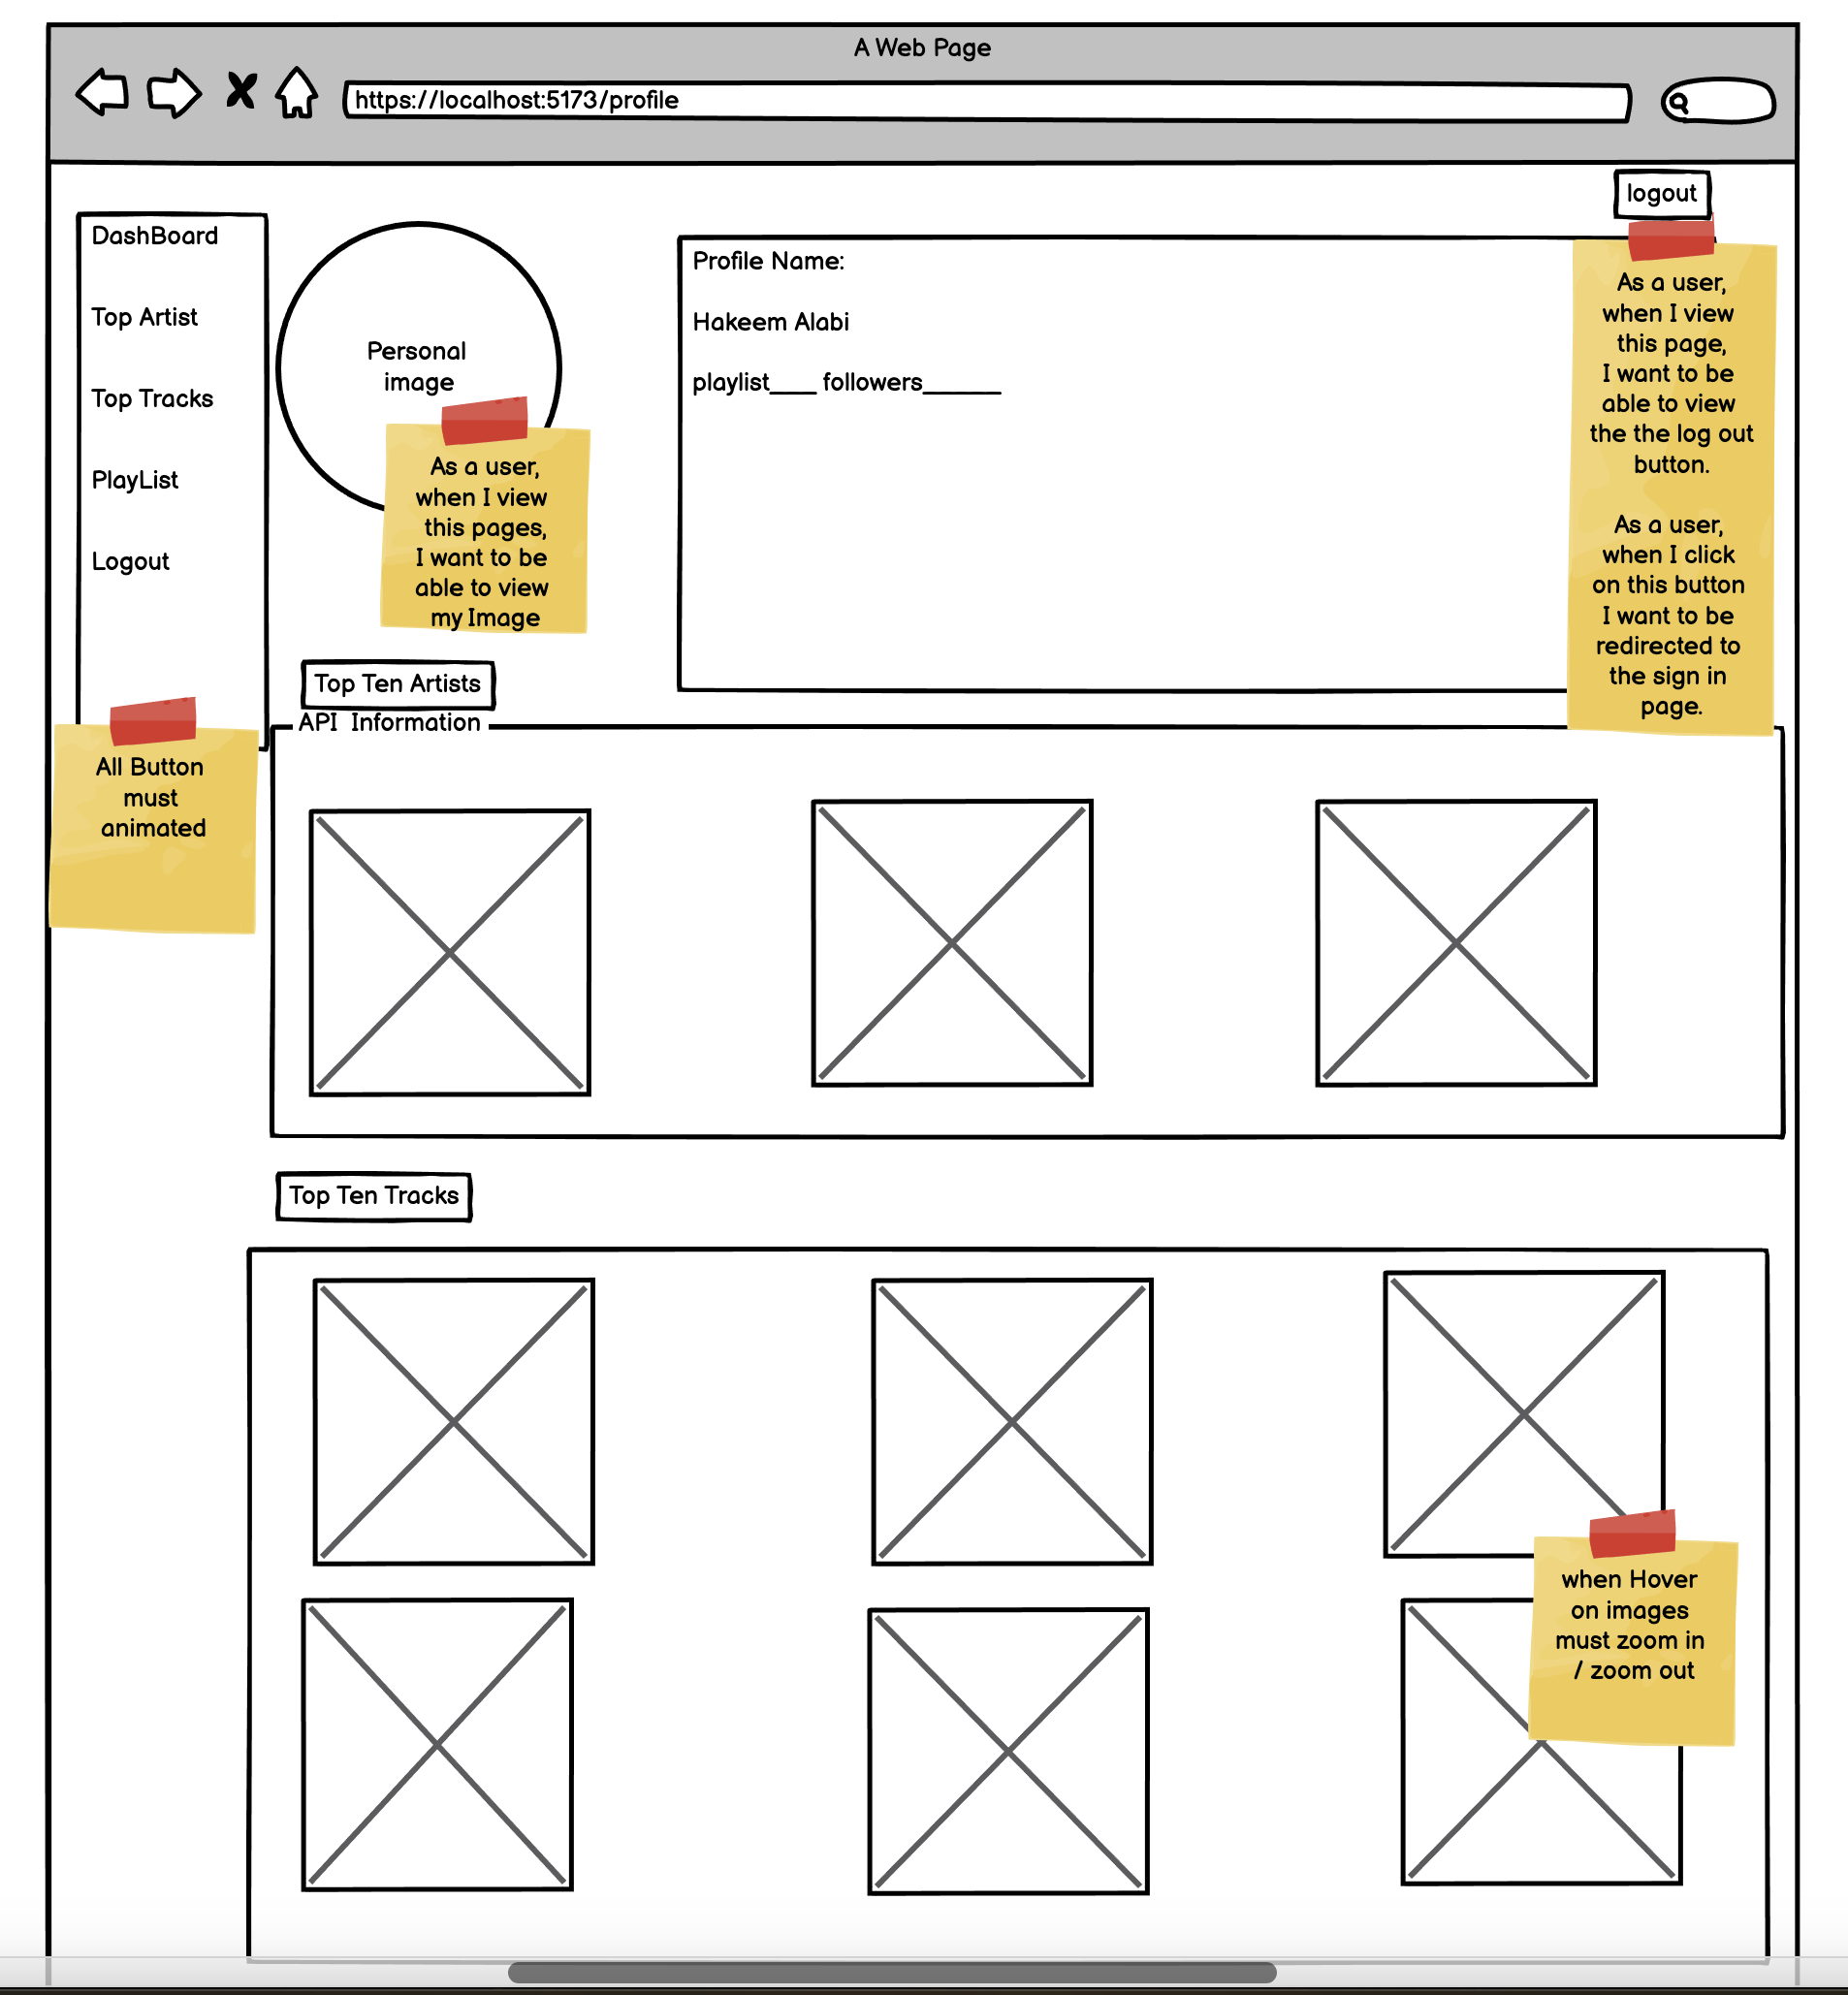 A Web Page
https://localhost:5173/profile
logout
DashBoard
Top Artist
Top Tracks
PlayList
Logout
Personal
image
As a user,
when I view
this pages,
I want to be
able to view
my Image
Profile Name:
Hakeem Alabi
playlist____ followers______
As a user,
when I view
this page,
I want to be
able to view
the the log out
button.
As a user,
when I click
on this button
I want to be
redirected to
the sign in
page.
Top Ten Artists
API Information
All Button
must
animated
Top Ten Tracks
when Hover
on images
must zoom in
/ zoom out